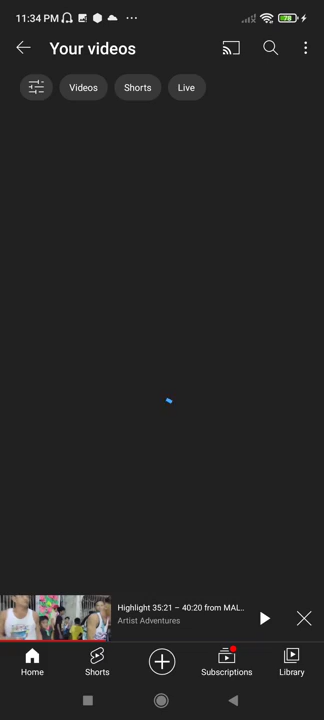 11:34 PM
78
Your videos
Videos
Shorts
Live
Highlight 35:21 – 40:20 from MAL..
Artist Adventures
Home
Shorts
Subscriptions
Library